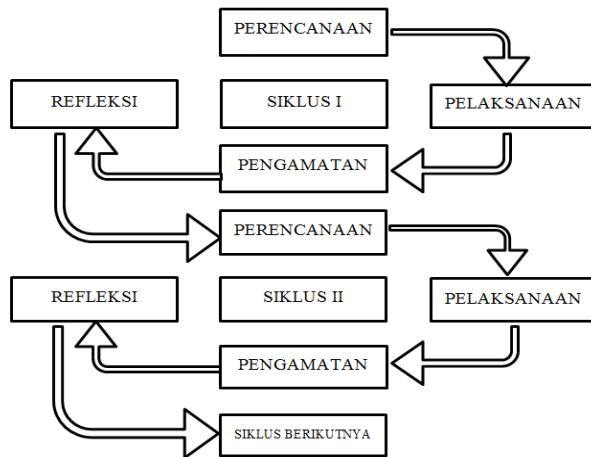 PERENCANAAN
REFLEKSI
SIKLUS I
PELAKSANAAN
PENGAMATAN
PERENCANAAN
REFLEKSI
SIKLUS II
PELAKSANAAN
PENGAMATAN
SIKLUS BERIKUTNYA